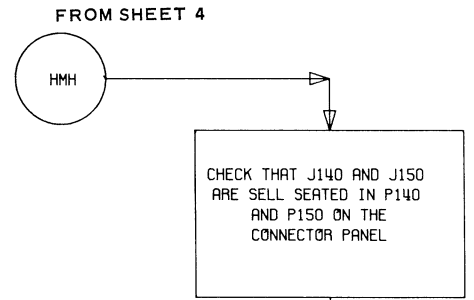 FROM SHEET 4
HMH
CHECK THAT J140 AND J150
ARE SELL SEATED IN P140
AND P150 ON THE
CONNECTOR PANEL